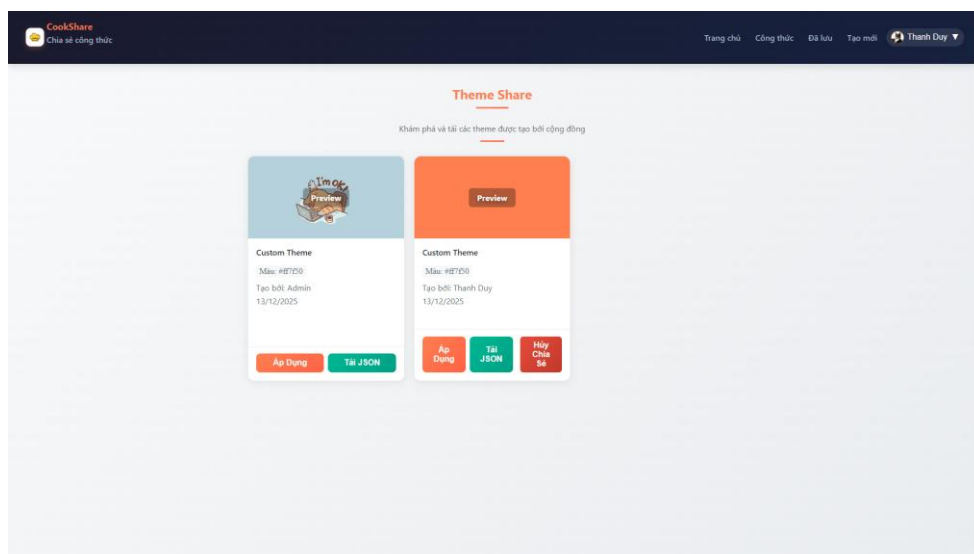 CookShare
Chia sẻ công thức
Trang chủ Công thức Đã lưu Tạo mới Thanh Duy ▼
Theme Share
Khám phá và tải các theme được tạo bởi cộng đồng
I'm ok
Preview
Custom Theme
Màu: #ff7f50
Tạo bởi: Admin
13/12/2025
Áp Dụng Tải JSON
Preview
Custom Theme
Màu: #ff7f50
Tạo bởi: Thanh Duy
13/12/2025
Áp
Dụng
Tải
JSON
Hủy
Chia
Sẻ